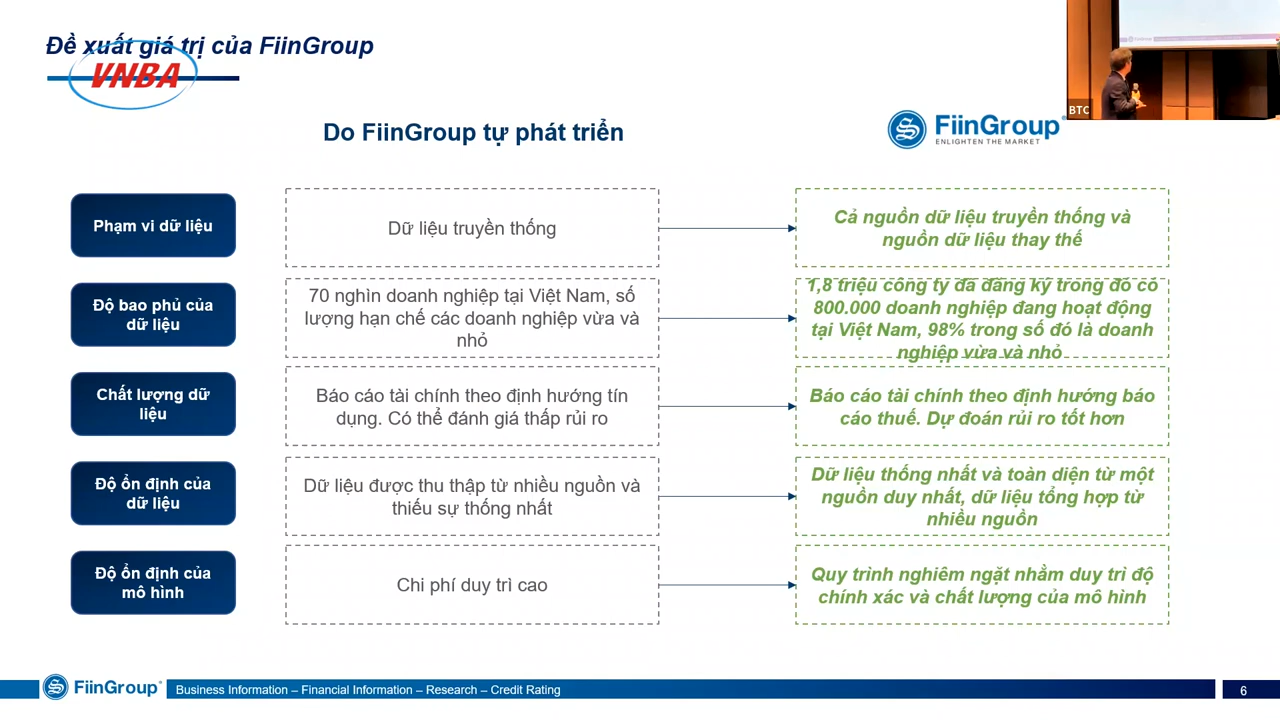 Đề xuất giá trị của FiinGroup
VNBA
BTC
Do FiinGroup tự phát triển
FiinGroup
ENLIGHTEN THE MARKET
Phạm vi dữ liệu
Dữ liệu truyền thống
Cả nguồn dữ liệu truyền thống và
nguồn dữ liệu thay thế
Độ bao phủ của
dữ liệu
70 nghìn doanh nghiệp tại Việt Nam, số
lượng hạn chế các doanh nghiệp vừa và
nhỏ
1,8 triệu công ty đã đăng ký trong đó có
800.000 doanh nghiệp đang hoạt động
tại Việt Nam, 98% trong số đó là doanh
nghiệp vừa và nhỏ
Chất lượng dữ
liệu
Báo cáo tài chính theo định hướng tín
dụng. Có thể đánh giá thấp rủi ro
Báo cáo tài chính theo định hướng báo
cáo thuế. Dự đoán rủi ro tốt hơn
Độ ổn định của
dữ liệu
Dữ liệu được thu thập từ nhiều nguồn và
thiếu sự thống nhất
Dữ liệu thống nhất và toàn diện từ một
nguồn duy nhất, dữ liệu tổng hợp từ
nhiều nguồn
Độ ổn định của
mô hình
Chi phí duy trì cao
Quy trình nghiêm ngặt nhằm duy trì độ
chính xác và chất lượng của mô hình
FiinGroup
Business Information – Financial Information – Research – Credit Rating
6